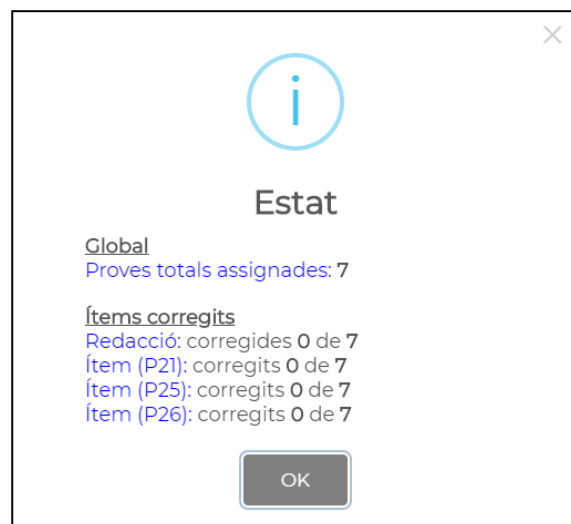 Estat
Global
Proves totals assignades: 7
Ítems corregits
Redacció: corregides 0 de 7
Ítem (P21): corregits 0 de 7
Ítem (P25): corregits 0 de 7
Ítem (P26): corregits 0 de 7
OK